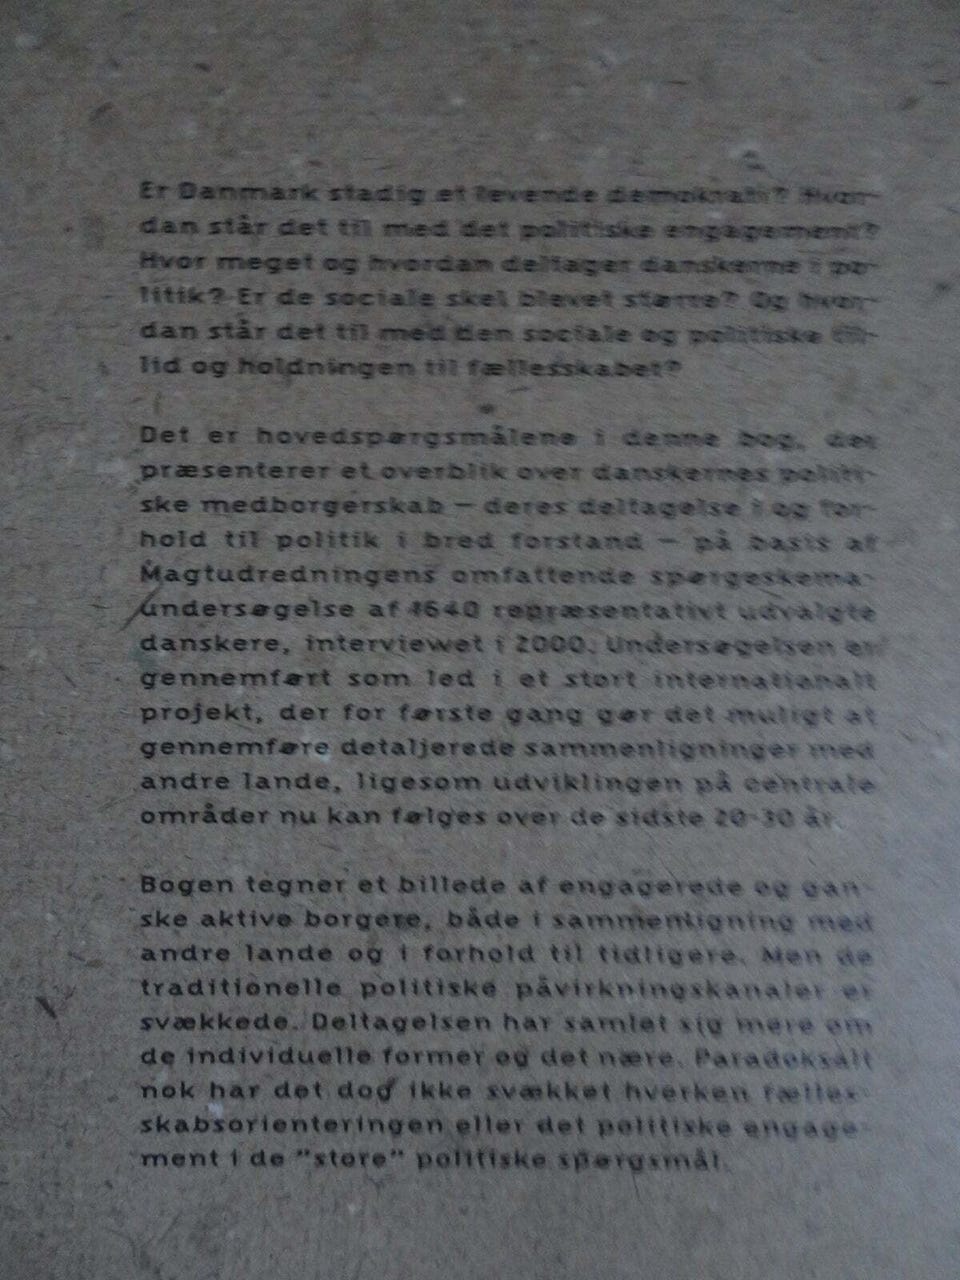 Er Danmark stadig et levende demokrati? Hvor-
dan står det til med det politiske engagement?
Hvor meget og hvordan deltager danskerne i po-
litik? Er de sociale skel blevet større? Og hvor-
dan står det til med den sociale og politiske til-
lid og holdningen til fællesskabet?
Det er hovedspørgsmålene i denne bog, der
præsenterer et overblik over danskernes politi-
ske medborgerskab – deres deltagelse i og for-
hold til politik i bred forstand – på basis af
Magtudredningens omfattende spørgeskema-
undersøgelse af 1640 repræsentativt udvalgte
danskere, interviewet i 2000. Undersøgelsen er
gennemført som led i et stort internationalt
projekt, der for første gang gør det muligt at
gennemføre detaljerede sammenligninger med
andre lande, ligesom udviklingen på centrale
områder nu kan følges over de sidste 20-30 år.
Bogen tegner et billede af engagerede og gan-
ske aktive borgere, både i sammenligning med
andre lande og i forhold til tidligere. Men de
traditionelle politiske påvirkningskanaler er
svækkede. Deltagelsen har samlet sig mere om
de individuelle former og det nære. Paradoksalt
nok har det dog ikke svækket hverken fælles-
skabsorienteringen eller det politiske engage-
ment i de "store" politiske spørgsmål.